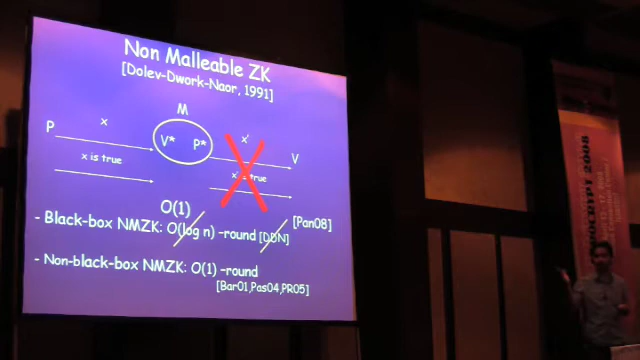 Non Malleable ZK
[Dolev-Dwork-Naor, 1991]
M
P x V* P* x' V
x is true x' is true
O(1)
- Black-box NMZK: O(log n) -round [DDN] [Pan08]
- Non-black-box NMZK: O(1) -round
[Bar01,Pas04,PR05]
2008